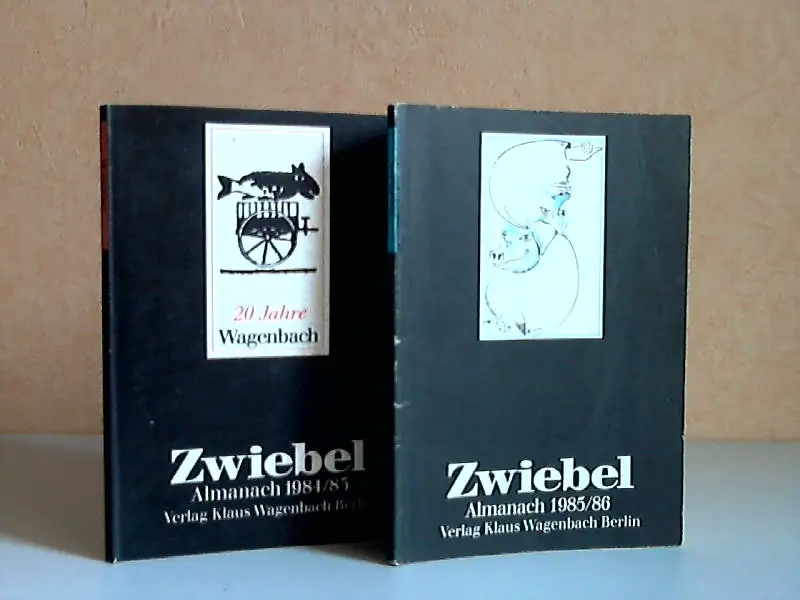 20 Jahre
Wagenbach
Zwiebel
Almanach 1984/85
Verlag Klaus Wagenbach Berlin
Zwiebel
Almanach 1985/86
Verlag Klaus Wagenbach Berlin